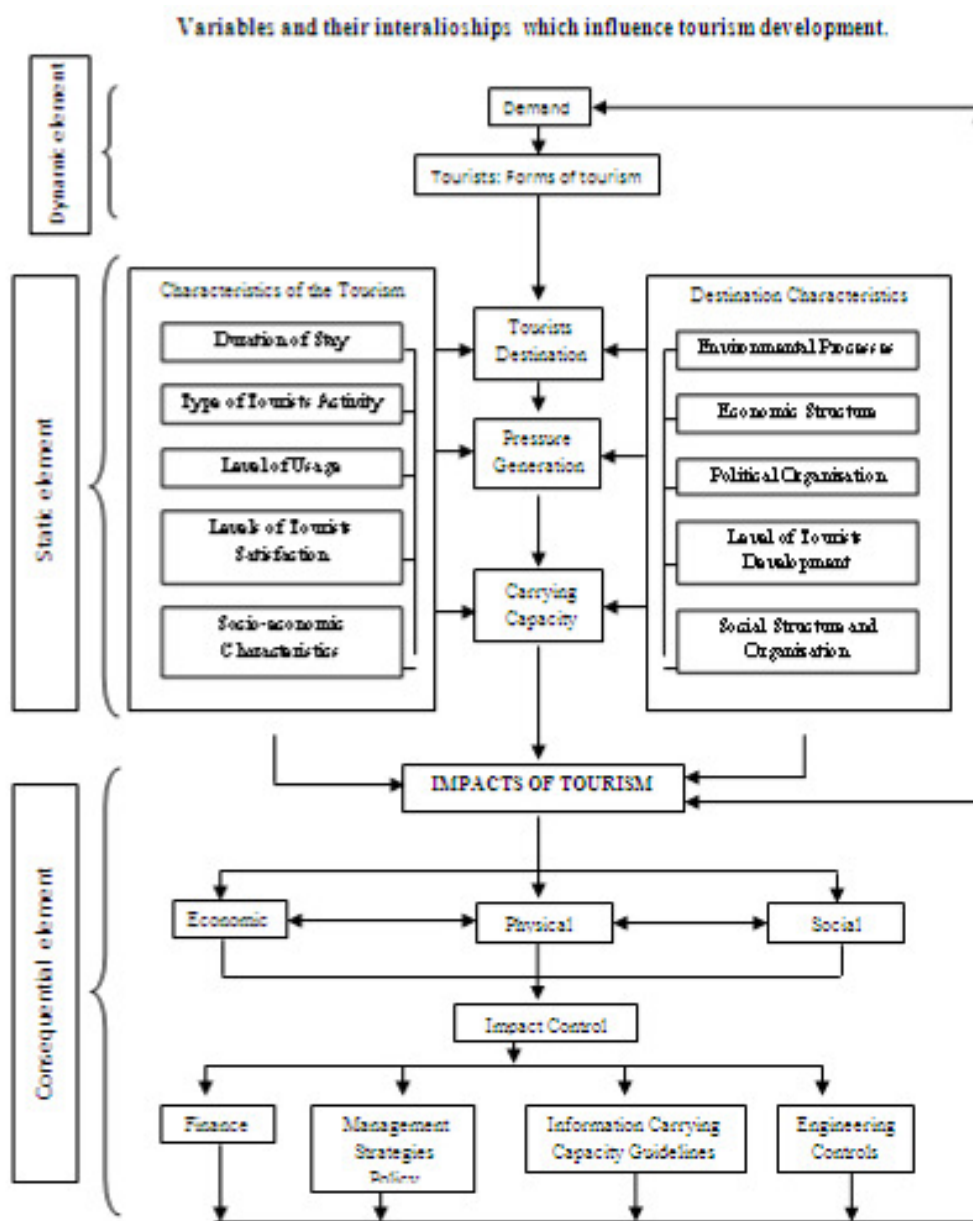 Variables and their interalioships which influence tourism development.
Dynamic element
Demand
Tourists: Forms of tourism
Static element
Characteristics of the Tourism
Duration of Stay
Type of Tourists Activity
Level of Usage
Levels of Tourists
Satisfaction
Socio-economic
Characteristics
Tourists
Destination
Pressure
Generation
Carrying
Capacity
Destination Characteristics
Environmental Processes
Economic Structure
Political Organisation
Level of Tourists
Development
Social Structure and
Organisation
Consequential element
IMPACTS OF TOURISM
Economic
Physical
Social
Impact Control
Finance
Management
Strategies
Policy
Information Carrying
Capacity Guidelines
Engineering
Controls